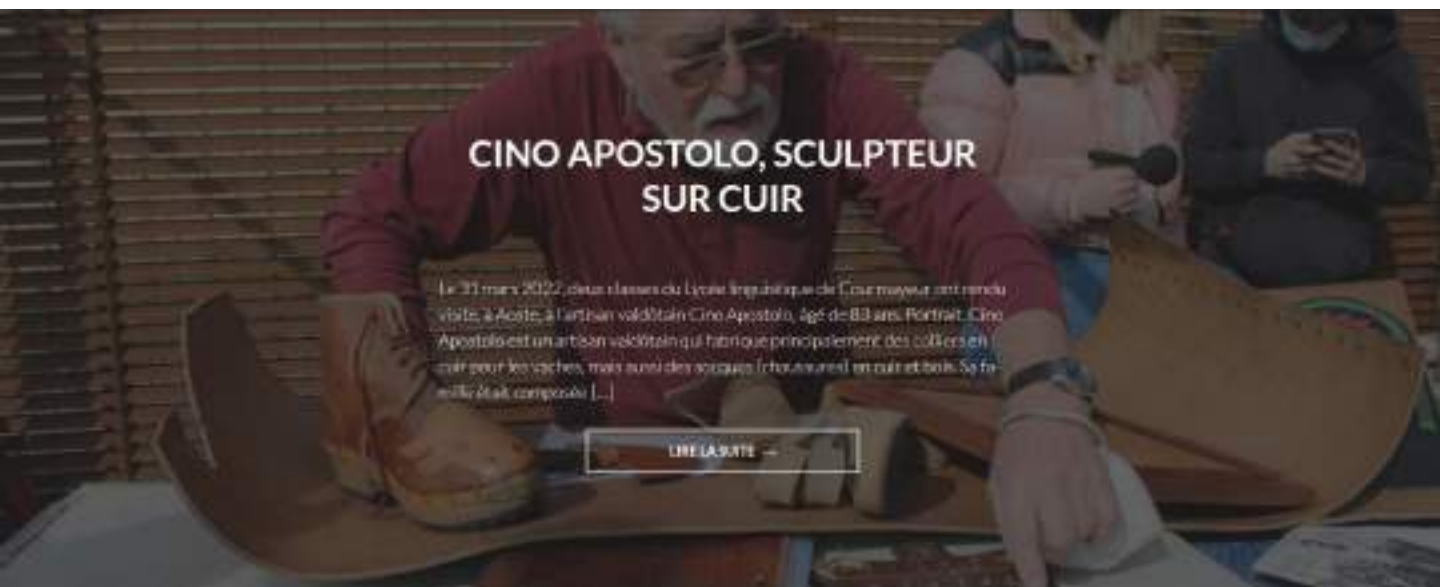 CINO APOSTOLO, SCULPTEUR
SUR CUIR
Le 31 mars 2022, deux classes du Lycée linguistique de Courmayeur ont rendu
visite, à Aoste, à l'artisan valdôtain Cino Apostolo, âgé de 83 ans. Portrait. Cino
Apostolo est un artisan valdôtain qui fabrique principalement des colliers en
cuir pour les vaches, mais aussi des socques [chaussures] en cuir et bois. Sa fa-
mille était composée [...]
LIRE LA SUITE →